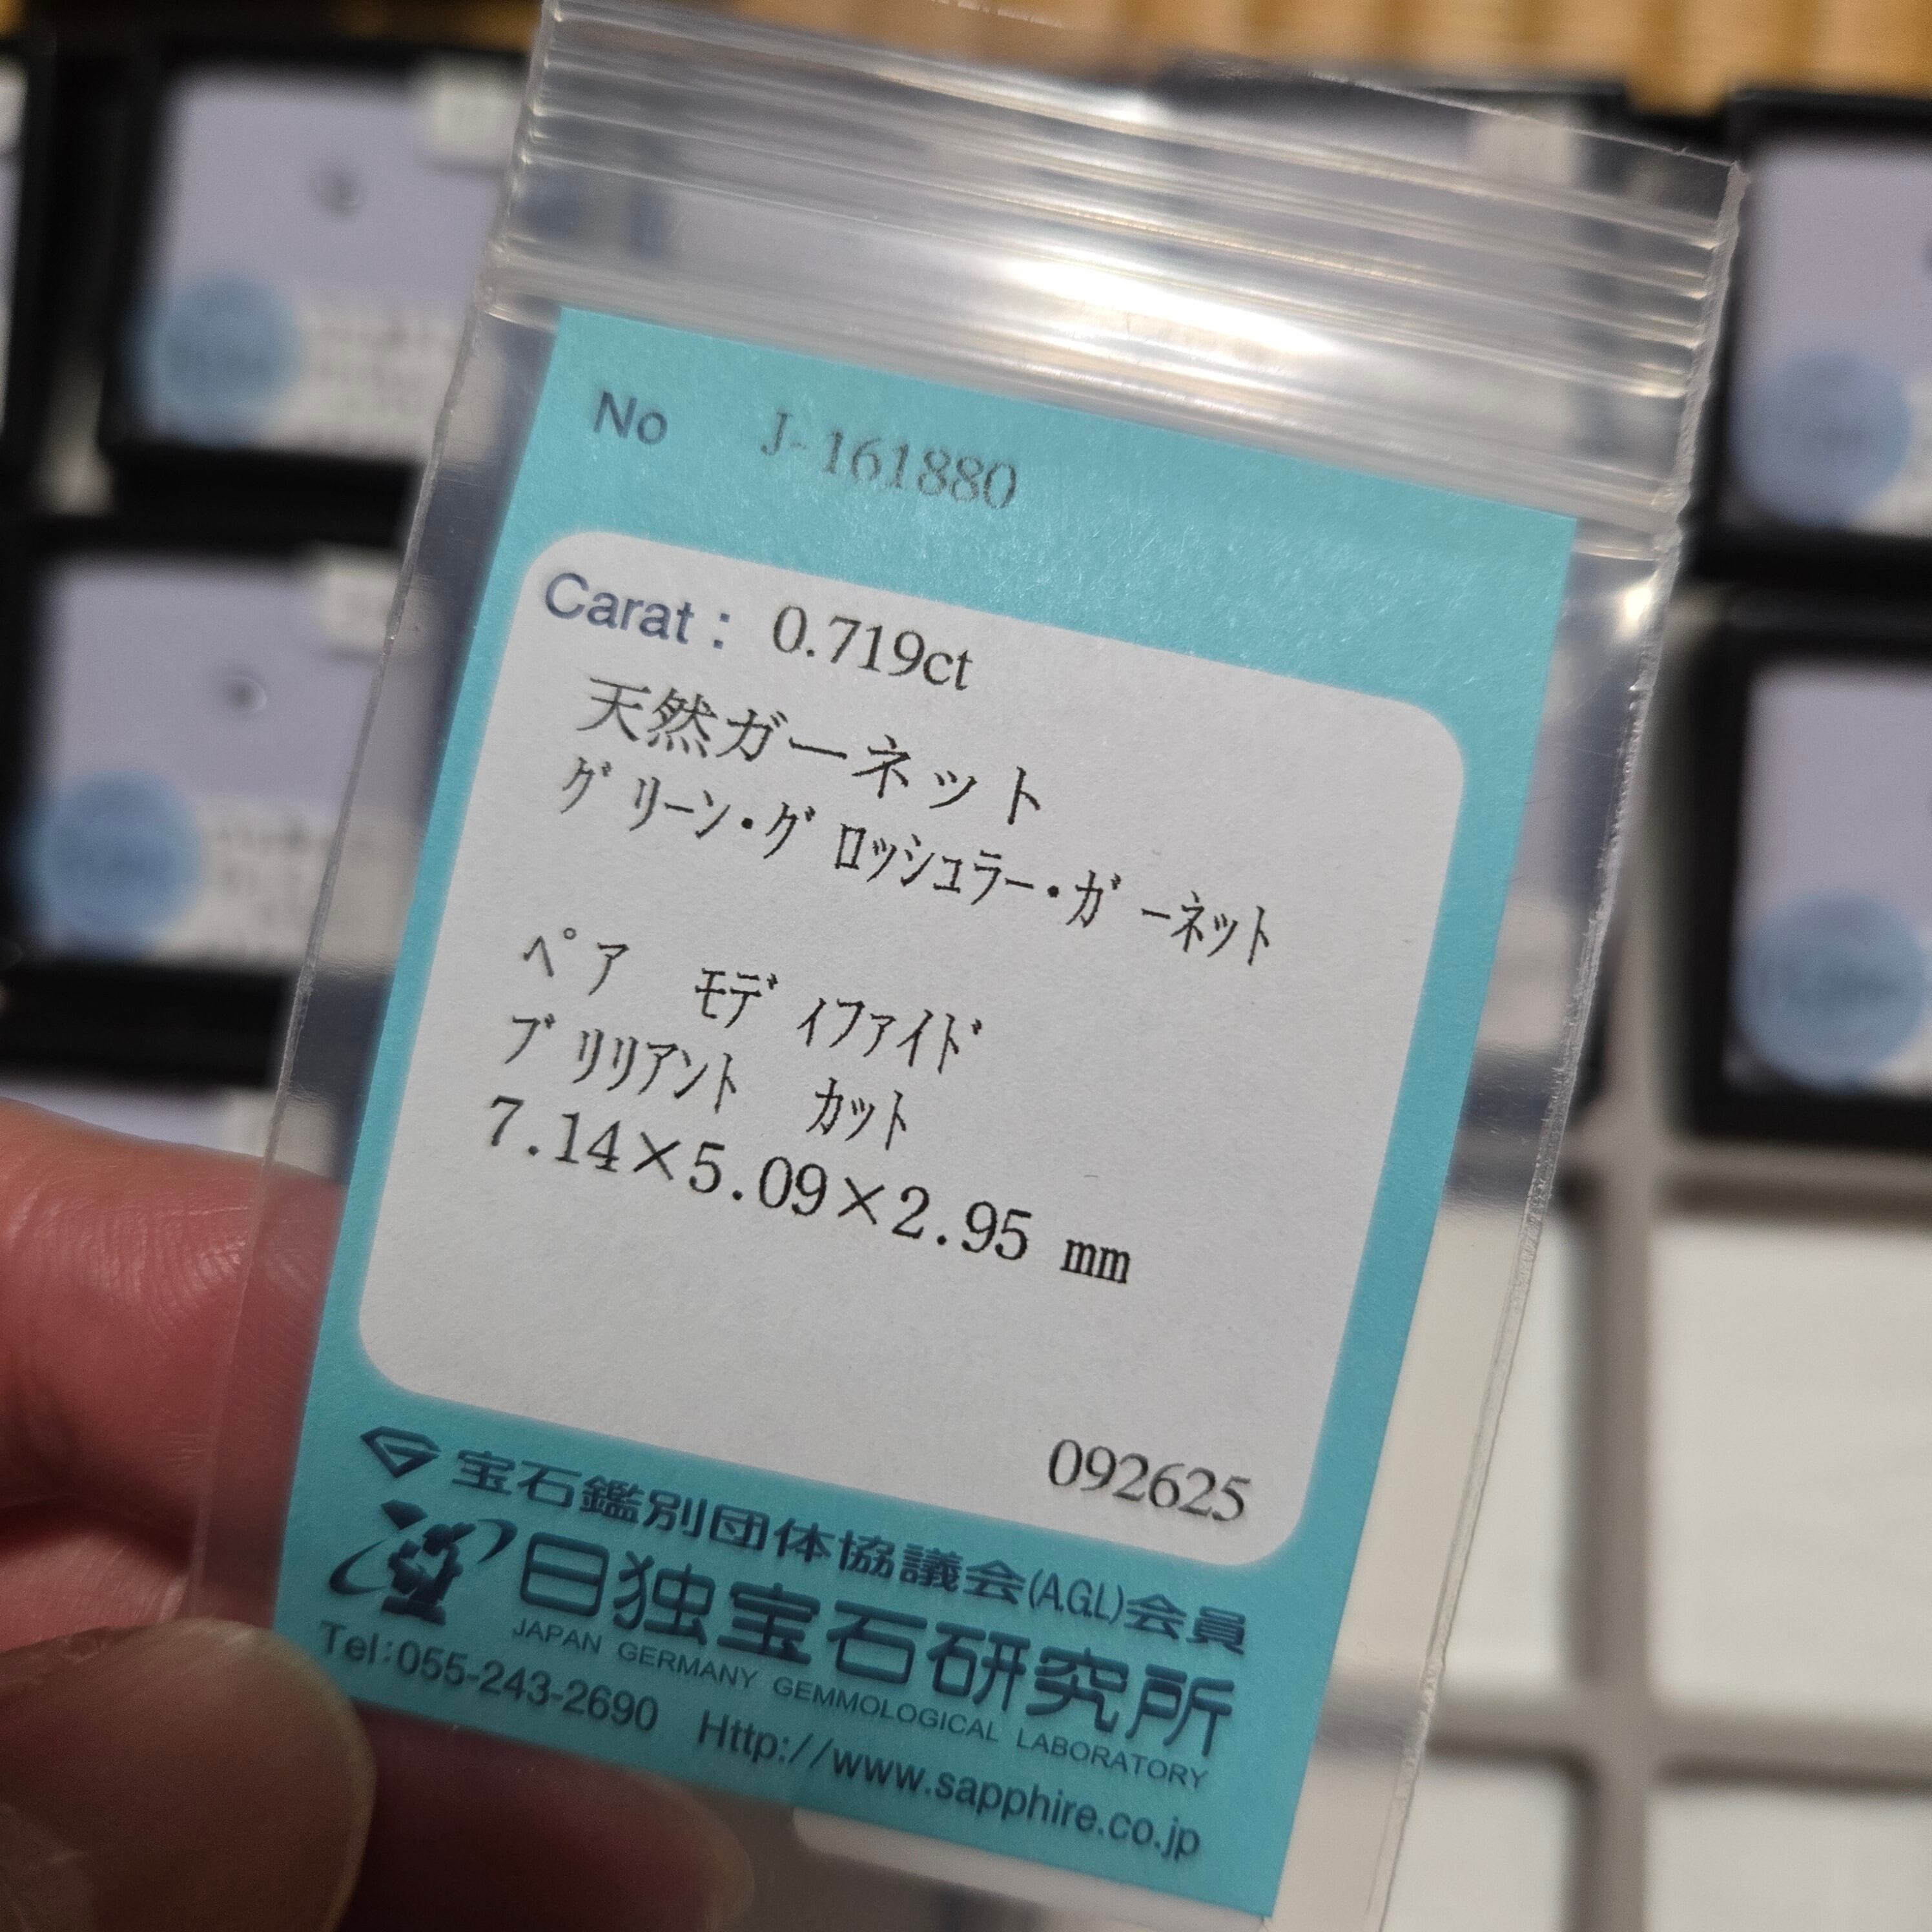 No J-161880
Carat : 0.719ct
天然ガーネット
グリーン・グロッシュラー・ガーネット
ペア モディファイド
ブリリアント カット
7.14×5.09×2.95 mm
092625
宝石鑑別団体協議会(A.G.L)会員
日独宝石研究所
JAPAN GERMANY GEMMOLOGICAL LABORATORY
Tel:055-243-2690 Http://www.sapphire.co.jp